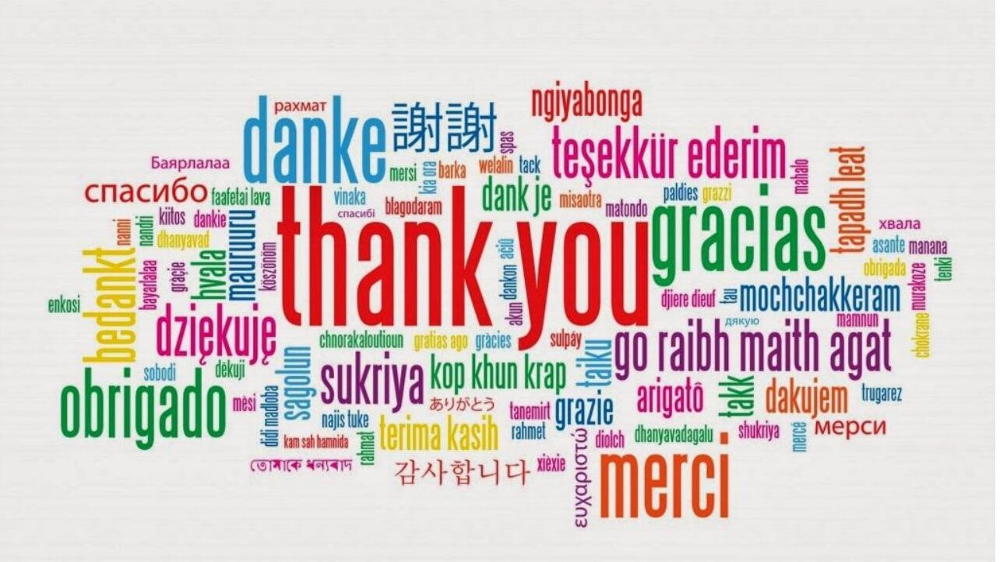 ngiyabonga
рахмат
danke
謝謝
spas
teşekkür ederim
Баярлалаа
mersi
kia ora
barka
welalin
tack
mahalo
tapadh leat
спасибо
faafetai lava
vinaka
спасибі
blagodaram
dank je
misaotra
matondo
paldies
grazzi
gracias
thank you
хвала
nanni
nandri
kiitos
dankie
dhanyavad
mauruuru
köszönöm
hvala
gràçie
bayarlalaa
bedankt
enkosi
dankon
aċiū
akun
asante
manana
obrigada
murakoze
tenki
djiere dieuf
tau
mochchakkeram
дякую
mamnun
chokrane
dziękuję
chnorakaloutioun
gratias ago
gràcies
sulpáy
go raibh maith agat
sobodi
dėkuji
sagolun
sukriya
kop khun krap
taiku
obrigado
mèsi
didi madloba
ありがとう
tanemirt
grazie
arigatô
takk
dakujem
trugarez
najis tuke
kam sah hamnida
rahmat
terima kasih
rahmet
ευχαριστώ
diolch
dhanyavadagalu
shukriya
merce
мерси
তোমাকে ধন্যবাদ
감사합니다
xièxie
merci